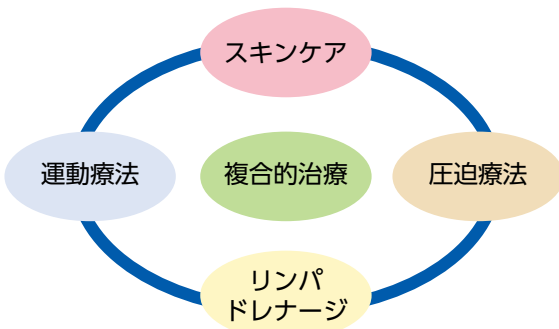 スキンケア
運動療法
複合的治療
圧迫療法
リンパ
ドレナージ